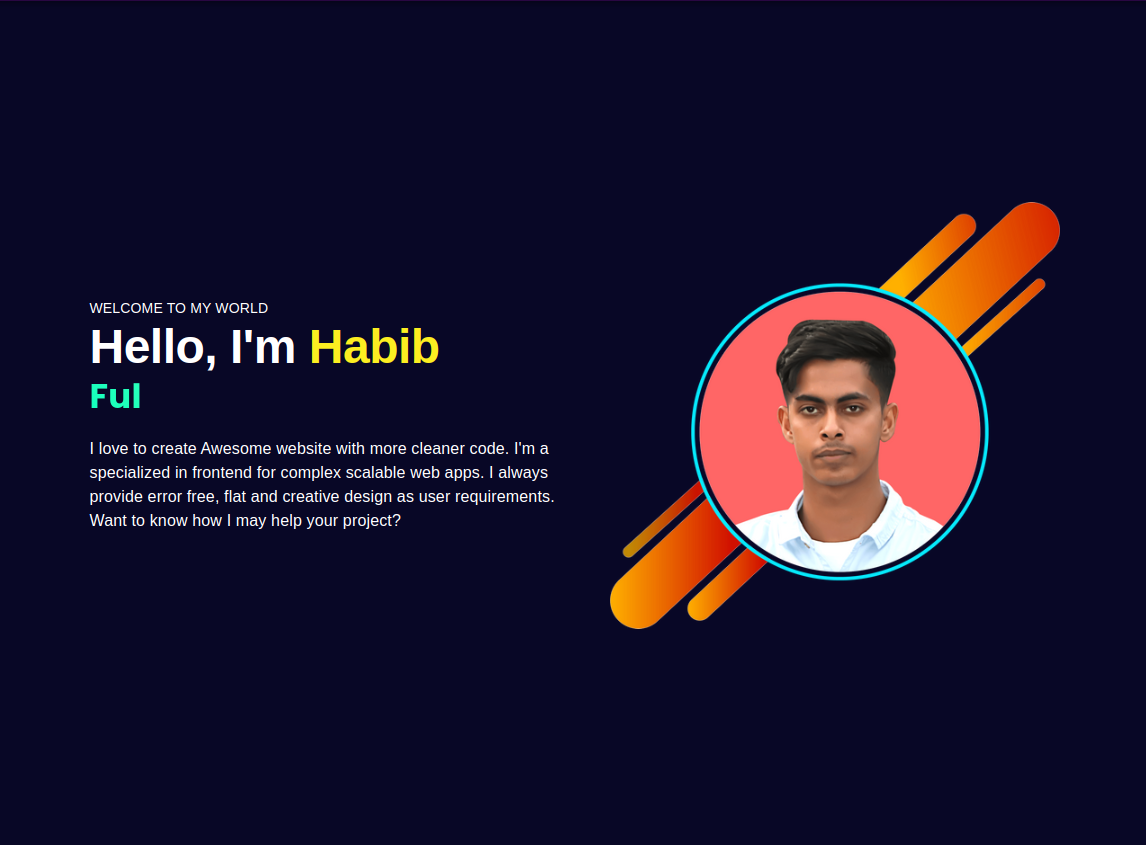 WELCOME TO MY WORLD
Hello, I'm Habib
Ful
I love to create Awesome website with more cleaner code. I'm a
specialized in frontend for complex scalable web apps. I always
provide error free, flat and creative design as user requirements.
Want to know how I may help your project?